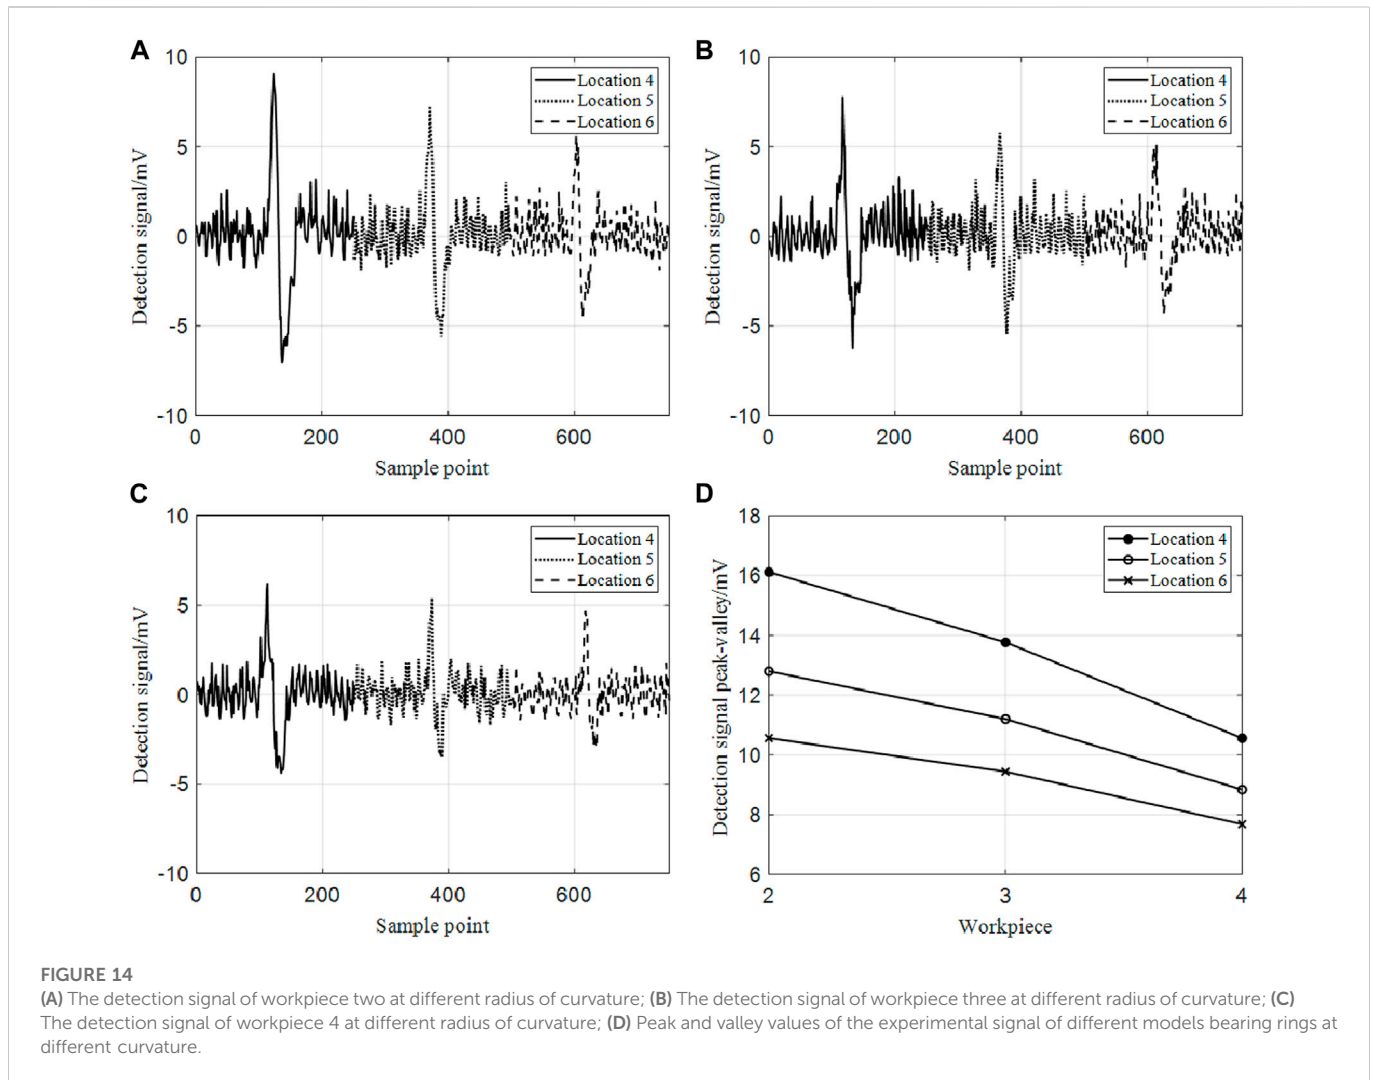 A
10
5
0
-5
-10
0
200
400
600
Detection signal/mV
Sample point
Location 4
Location 5
Location 6
B
10
5
0
-5
-10
0
200
400
600
Detection signal/mV
Sample point
Location 4
Location 5
Location 6
C
10
5
0
-5
-10
0
200
400
600
Detection signal/mV
Sample point
Location 4
Location 5
Location 6
D
18
16
14
12
10
8
6
2
3
4
Detection signal peak-valley/mV
Workpiece
Location 4
Location 5
Location 6
FIGURE 14
(A) The detection signal of workpiece two at different radius of curvature; (B) The detection signal of workpiece three at different radius of curvature; (C)
The detection signal of workpiece 4 at different radius of curvature; (D) Peak and valley values of the experimental signal of different models bearing rings at
different curvature.